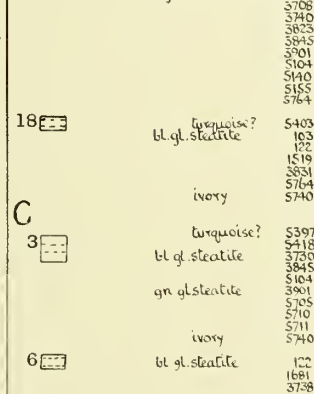 3708
3740
3823
3845
3901
5104
5140
5155
5764
18 turquoise? 5403
bl.gl.steatite 103
122
1519
3831
5764
ivory 5740
C
3 turquoise? 5397
5418
bl.gl.steatite 3730
3845
5104
gn glsteatite 3901
5705
5710
5711
ivory 5740
6 bl gl.steatite 122
1681
3738